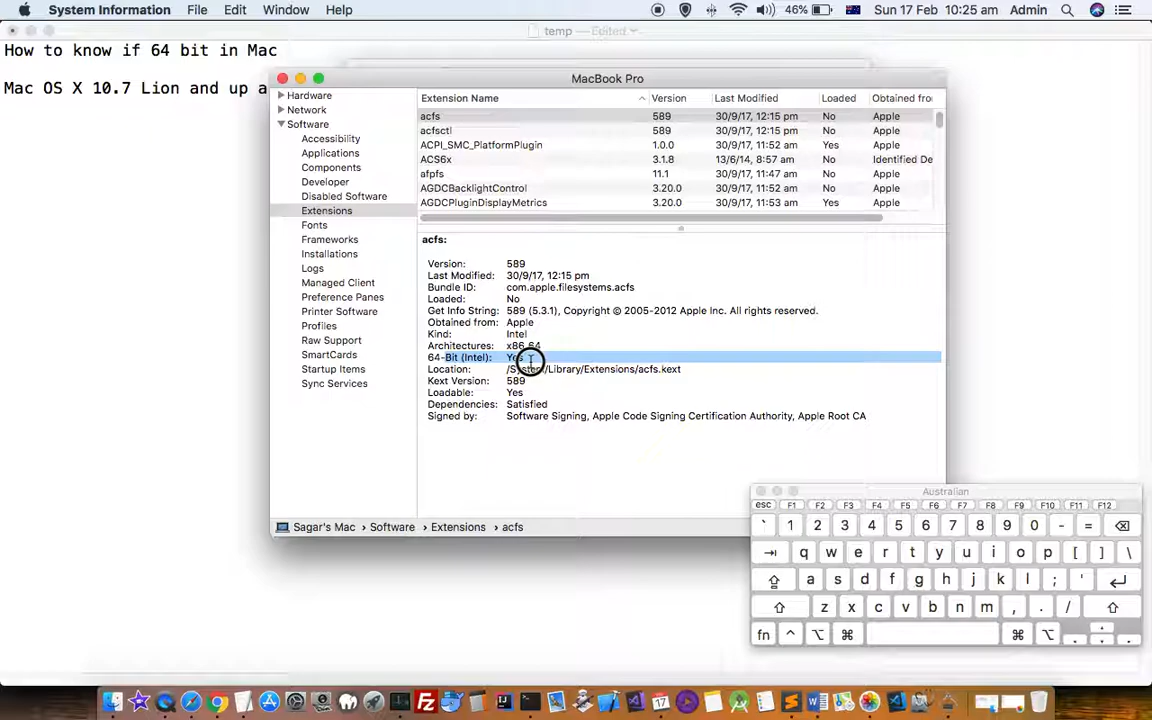 System Information File Edit Window Help 46% Sun 17 Feb 10:25 am Admin
temp — Edited
How to know if 64 bit in Mac
Mac OS X 10.7 Lion and up a
MacBook Pro
Hardware
Network
Software
Accessibility
Applications
Components
Developer
Disabled Software
Extensions
Fonts
Frameworks
Installations
Logs
Managed Client
Preference Panes
Printer Software
Profiles
Raw Support
SmartCards
Startup Items
Sync Services
Extension Name Version Last Modified Loaded Obtained fro
acfs 589 30/9/17, 12:15 pm No Apple
acfsctl 589 30/9/17, 12:15 pm No Apple
ACPI_SMC_PlatformPlugin 1.0.0 30/9/17, 11:52 am Yes Apple
ACS6x 3.1.8 13/6/14, 8:57 am No Identified De
afpfs 11.1 30/9/17, 11:47 am No Apple
AGDCBacklightControl 3.20.0 30/9/17, 11:52 am No Apple
AGDCPluginDisplayMetrics 3.20.0 30/9/17, 11:53 am Yes Apple
acfs:
Version: 589
Last Modified: 30/9/17, 12:15 pm
Bundle ID: com.apple.filesystems.acfs
Loaded: No
Get Info String: 589 (5.3.1), Copyright © 2005-2012 Apple Inc. All rights reserved.
Obtained from: Apple
Kind: Intel
Architectures: x86_64
64-Bit (Intel): Yes
Location: /System/Library/Extensions/acfs.kext
Kext Version: 589
Loadable: Yes
Dependencies: Satisfied
Signed by: Software Signing, Apple Code Signing Certification Authority, Apple Root CA
Sagar's Mac Software Extensions acfs
Australian
esc F1 F2 F3 F4 F5 F6 F7 F8 F9 F10 F11 F12
` 1 2 3 4 5 6 7 8 9 0 - =
q w e r t y u i o p [ ] \
a s d f g h j k l ; '
z x c v b n m , . /
fn ^ ⌥ ⌘ ⌘ ⌥